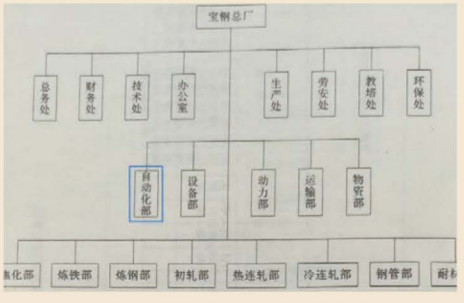 宝钢总厂
总务处
财务处
技术处
办公室
生产处
劳安处
教培处
环保处
自动化部
设备部
动力部
运输部
物资部
焦化部
炼铁部
炼钢部
初轧部
热连轧部
冷连轧部
钢管部
耐材